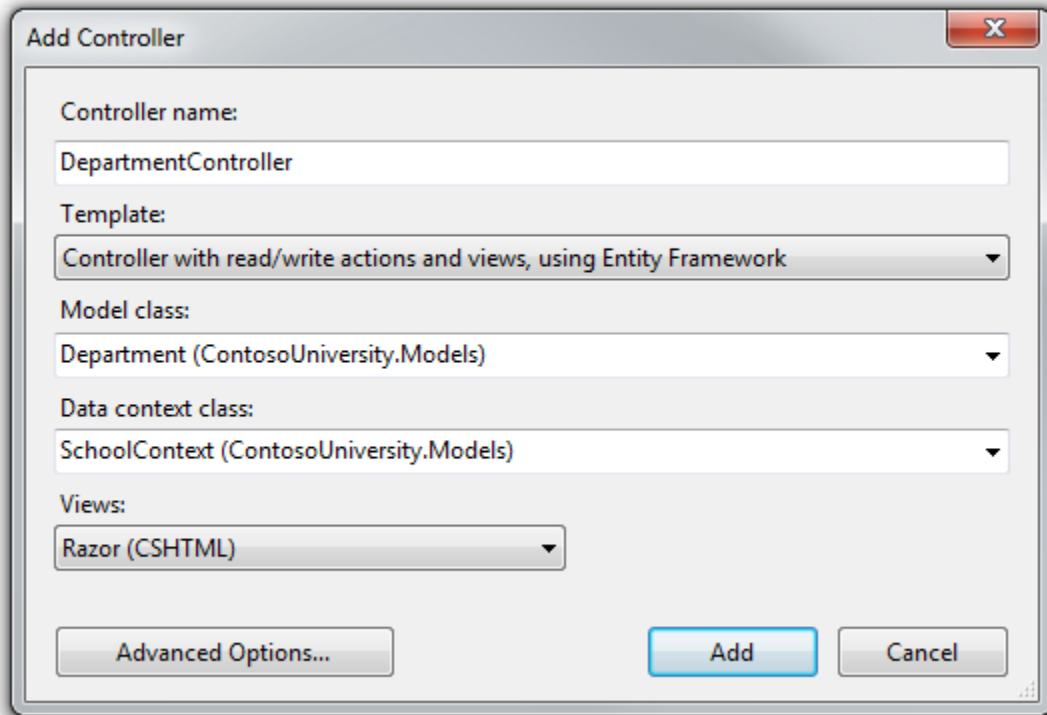 Add Controller
Controller name:
DepartmentController
Template:
Controller with read/write actions and views, using Entity Framework
Model class:
Department (ContosoUniversity.Models)
Data context class:
SchoolContext (ContosoUniversity.Models)
Views:
Razor (CSHTML)
Advanced Options... Add Cancel